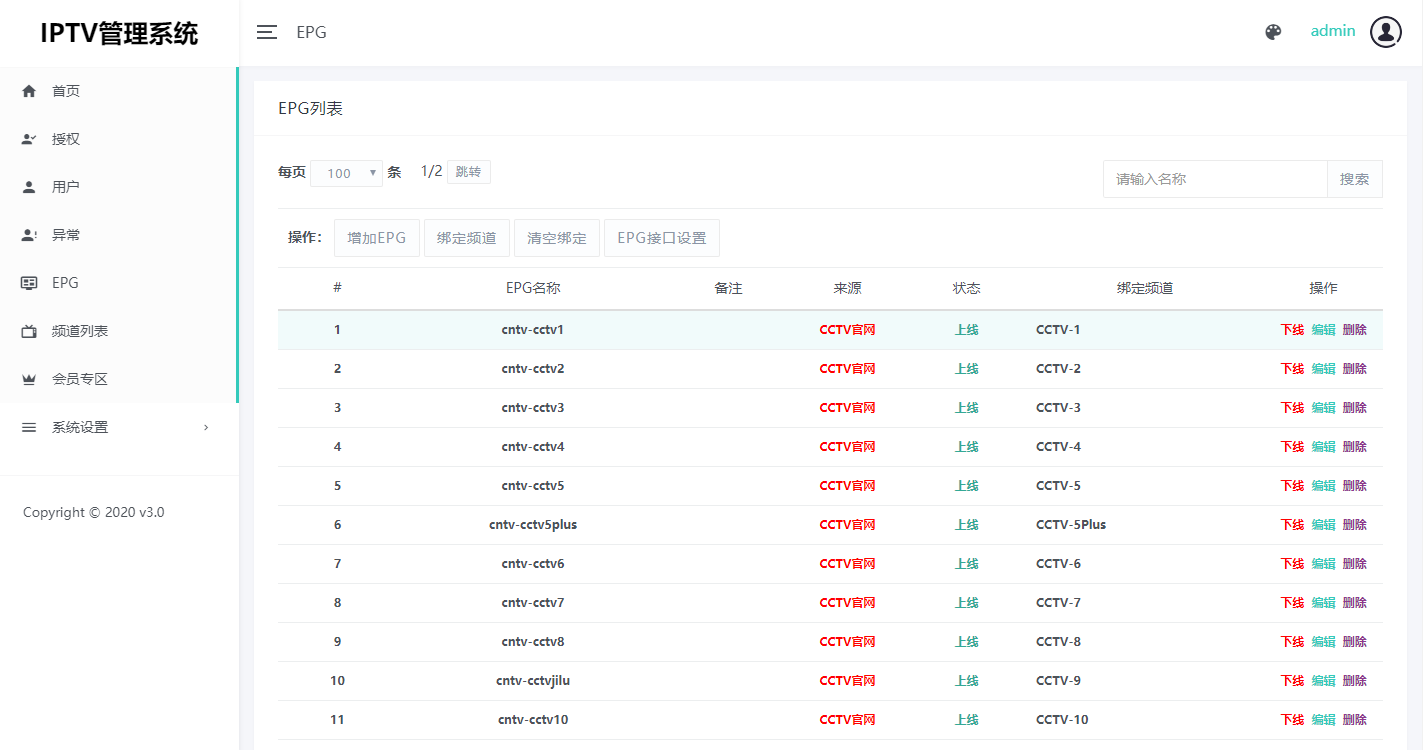 IPTV管理系统
EPG
admin
首页
授权
用户
异常
EPG
频道列表
会员专区
系统设置
Copyright © 2020 v3.0
EPG列表
每页 100 条 1/2 跳转
请输入名称 搜索
操作: 增加EPG 绑定频道 清空绑定 EPG接口设置
# EPG名称 备注 来源 状态 绑定频道 操作
1 cntv-cctv1 CCTV官网 上线 CCTV-1 下线 编辑 删除
2 cntv-cctv2 CCTV官网 上线 CCTV-2 下线 编辑 删除
3 cntv-cctv3 CCTV官网 上线 CCTV-3 下线 编辑 删除
4 cntv-cctv4 CCTV官网 上线 CCTV-4 下线 编辑 删除
5 cntv-cctv5 CCTV官网 上线 CCTV-5 下线 编辑 删除
6 cntv-cctv5plus CCTV官网 上线 CCTV-5Plus 下线 编辑 删除
7 cntv-cctv6 CCTV官网 上线 CCTV-6 下线 编辑 删除
8 cntv-cctv7 CCTV官网 上线 CCTV-7 下线 编辑 删除
9 cntv-cctv8 CCTV官网 上线 CCTV-8 下线 编辑 删除
10 cntv-cctvjilu CCTV官网 上线 CCTV-9 下线 编辑 删除
11 cntv-cctv10 CCTV官网 上线 CCTV-10 下线 编辑 删除